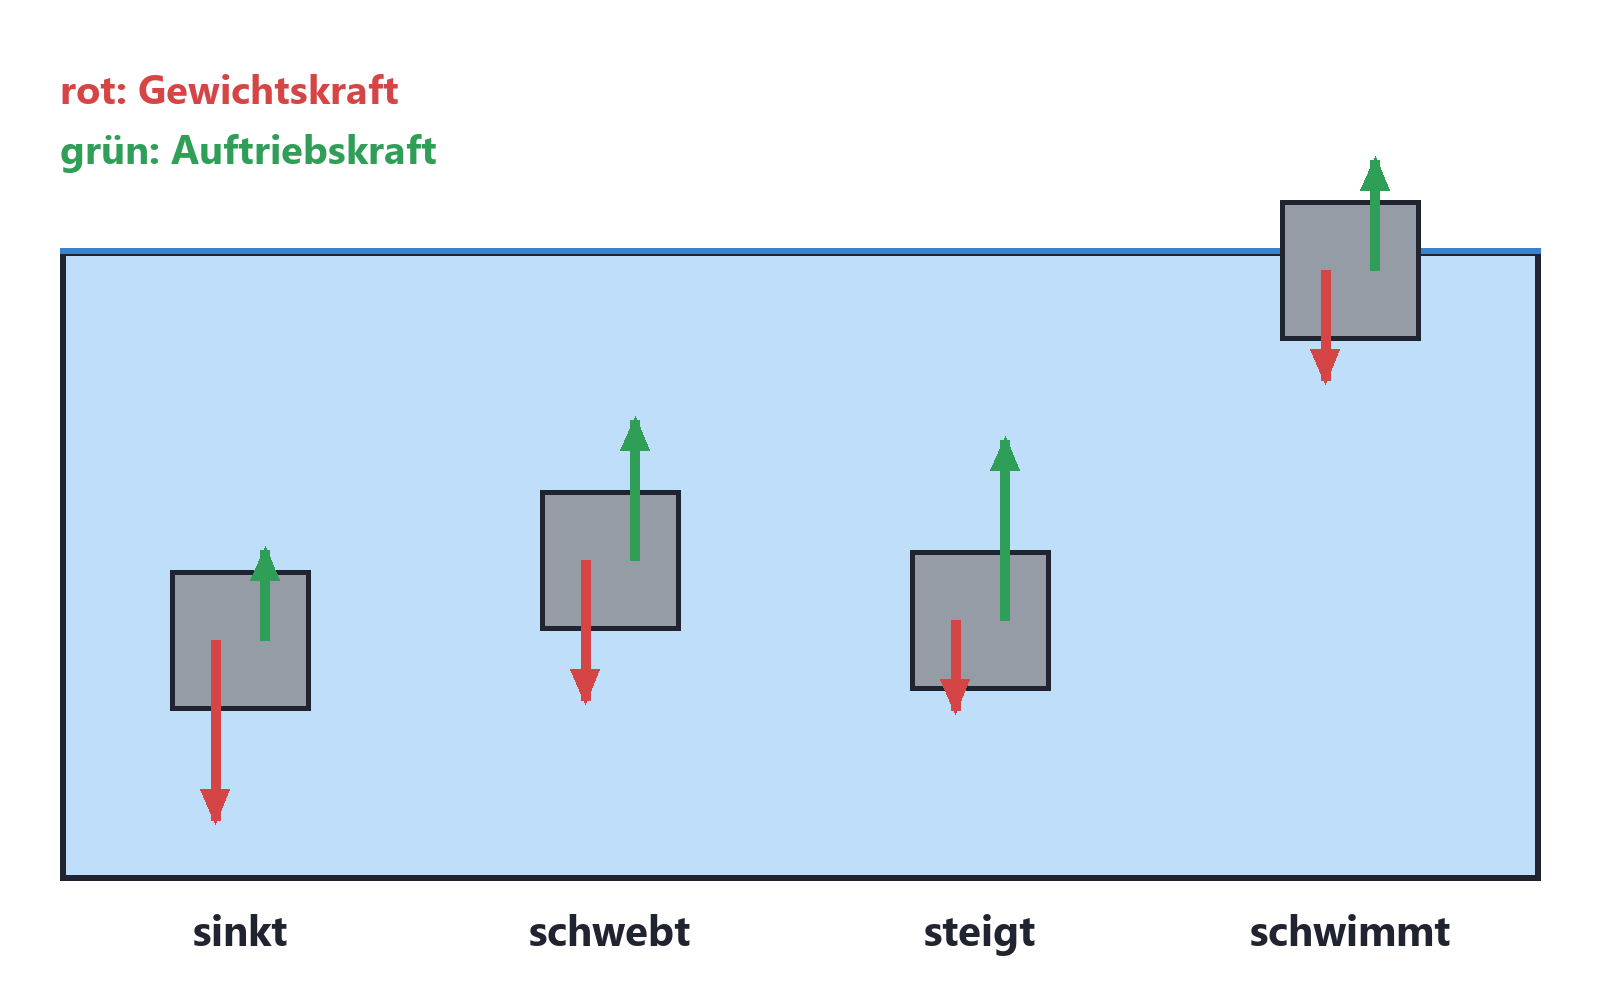 rot: Gewichtskraft
grün: Auftriebskraft
sinkt
schwebt
steigt
schwimmt